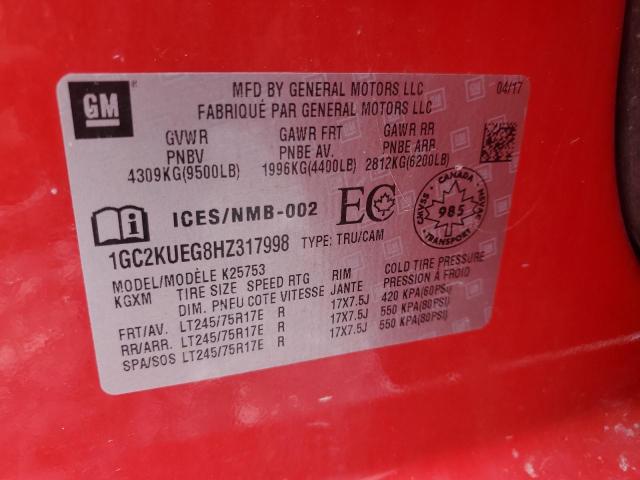 GM
MFD BY GENERAL MOTORS LLC 04/17
FABRIQUÉ PAR GENERAL MOTORS LLC
GVWR GAWR FRT GAWR RR
PNBV PNBE AV. PNBE ARR
4309KG(9500LB) 1996KG(4400LB) 2812KG(6200LB)
ICES/NMB-002 EC
CANADA
CMVSS 985 NSVAC
TRANSPORT
1GC2KUEG8HZ317998 TYPE: TRU/CAM
MODEL/MODÈLE K25753
KGXM TIRE SIZE SPEED RTG RIM COLD TIRE PRESSURE
DIM. PNEU COTE VITESSE JANTE PRESSION À FROID
FRT/AV. LT245/75R17E R 17X7.5J 420 KPA(60PSI)
RR/ARR. LT245/75R17E R 17X7.5J 550 KPA(80PSI)
SPA/SOS LT245/75R17E R 17X7.5J 550 KPA(80PSI)